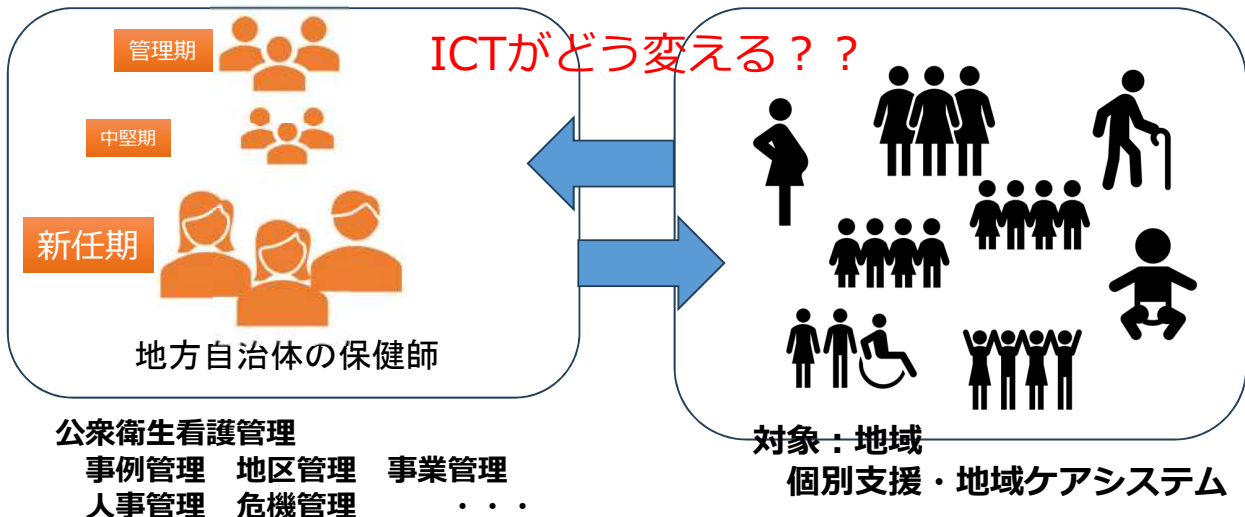 ICTがどう変える？？
管理期
中堅期
新任期
地方自治体の保健師
公衆衛生看護管理
事例管理　地区管理　事業管理
人事管理　危機管理　　　・・・
対象：地域
個別支援・地域ケアシステム